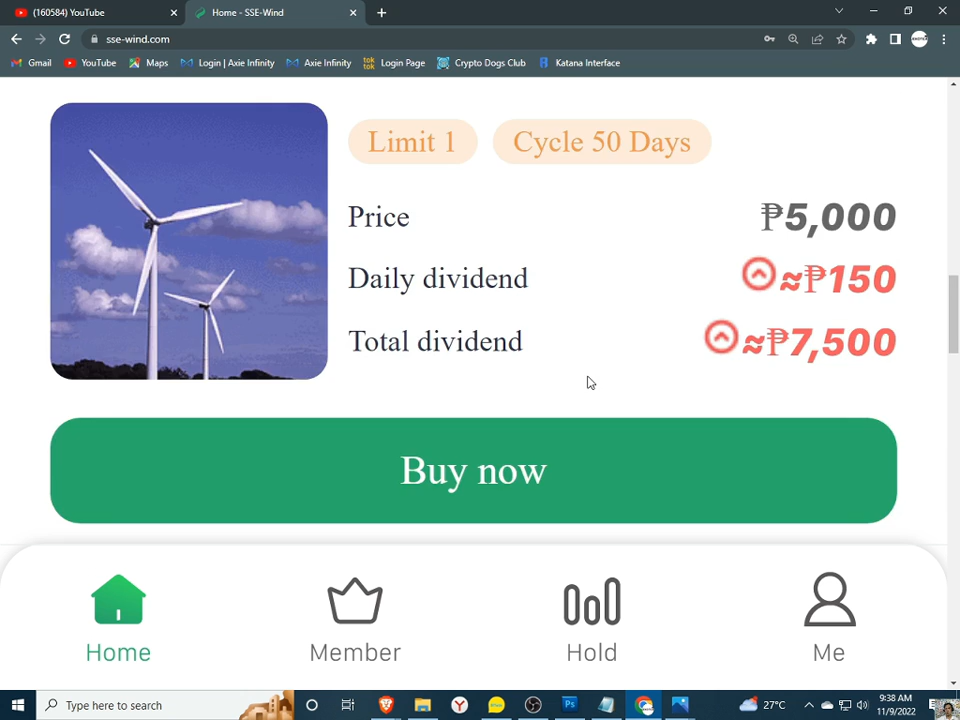 (160584) YouTube
Home - SSE-Wind
sse-wind.com
Gmail
YouTube
Maps
Login | Axie Infinity
Axie Infinity
Login Page
Crypto Dogs Club
Katana Interface
Limit 1
Cycle 50 Days
Price
₱5,000
Daily dividend
≈₱150
Total dividend
≈₱7,500
Buy now
Home
Member
Hold
Me
Type here to search
27°C
9:38 AM
11/9/2022